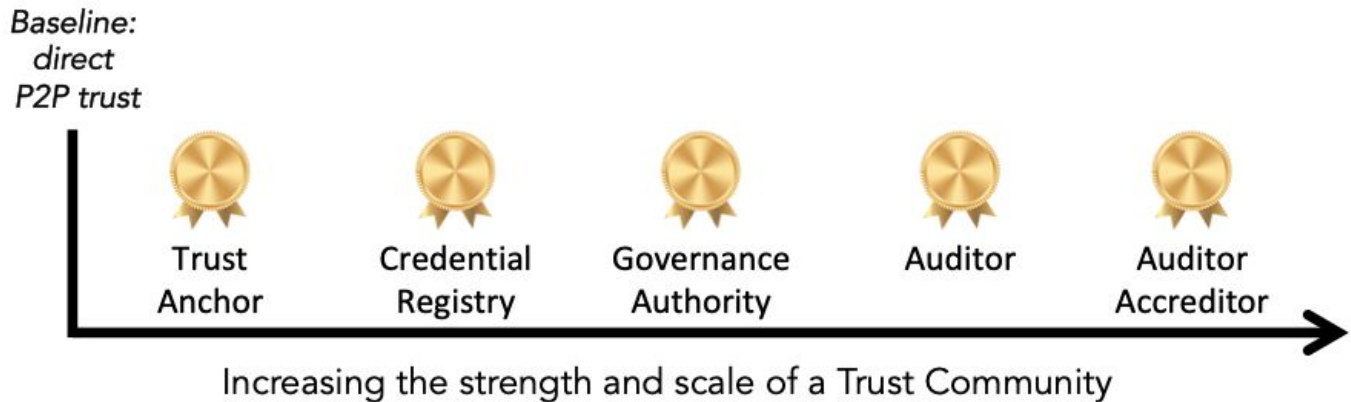 Baseline:
direct
P2P trust
Trust
Anchor
Credential
Registry
Governance
Authority
Auditor
Auditor
Accreditor
Increasing the strength and scale of a Trust Community